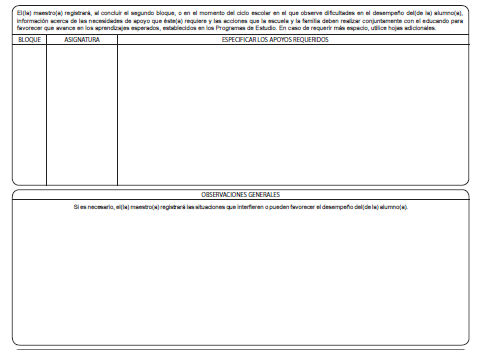 El(la) maestro(a) registrará, al concluir el segundo bloque, o en el momento del ciclo escolar en el que observe dificultades en el desempeño del(de la) alumno(a),
información acerca de las necesidades de apoyo que éste(a) requiere y las acciones que la escuela y la familia deben realizar conjuntamente con el educando para
favorecer que avance en los aprendizajes esperados, establecidos en los Programas de Estudio. En caso de requerir más espacio, utilice hojas adicionales.
BLOQUE ASIGNATURA ESPECIFICAR LOS APOYOS REQUERIDOS
OBSERVACIONES GENERALES
Si es necesario, el(la) maestro(a) registrará las situaciones que interfieren o pueden favorecer el desempeño del(de la) alumno(a).